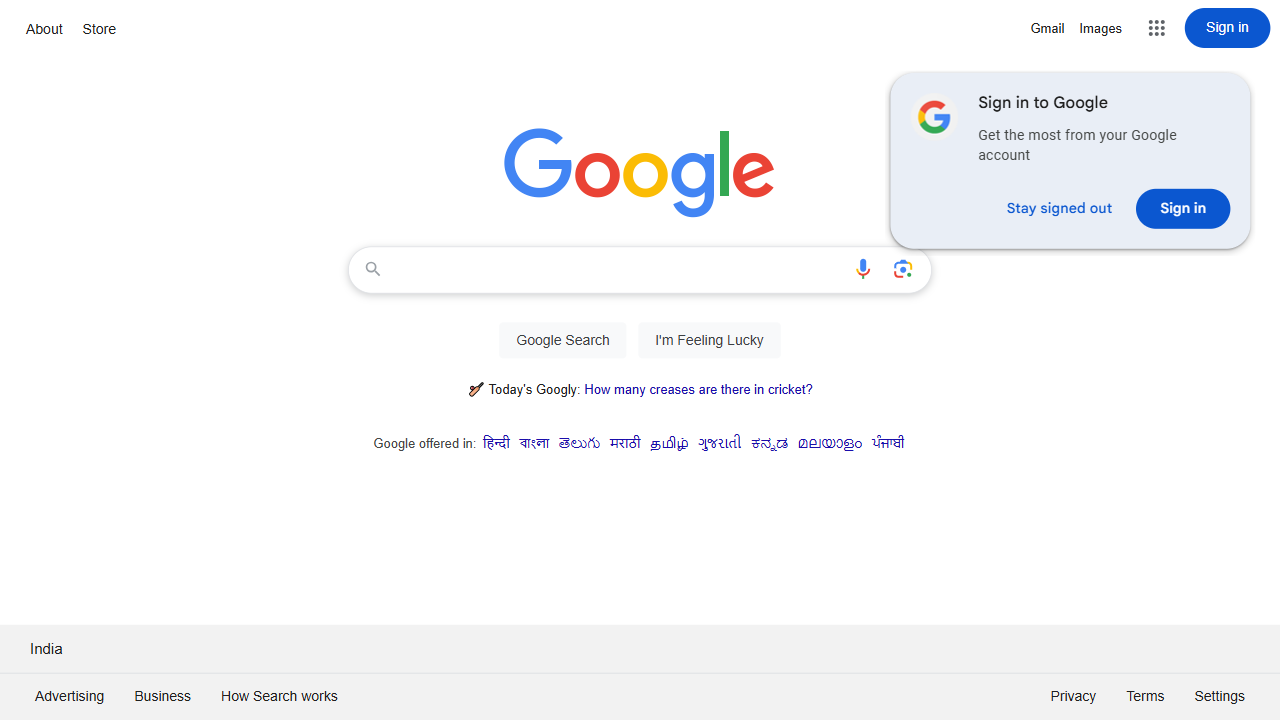 About Store Gmail Images Sign in
Sign in to Google
Get the most from your Google
account
Stay signed out Sign in
Google
Google Search I'm Feeling Lucky
Today's Googly: How many creases are there in cricket?
Google offered in: हिन्दी বাংলা తెలుగు मराठी தமிழ் ગુજરાતી ಕನ್ನಡ മലയാളം ਪੰਜਾਬੀ
India
Advertising Business How Search works Privacy Terms Settings